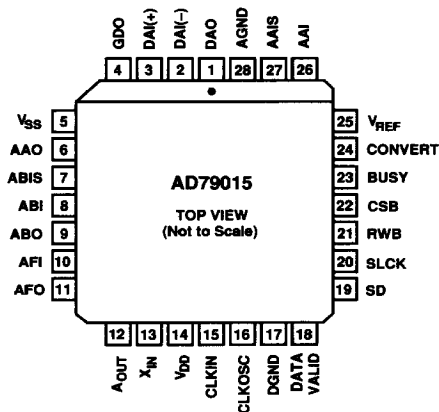 GDO
DAI(+)
DAI(−)
DAO
AGND
AAIS
AAI
4 3 2 1 28 27 26
VSS 5
AAO 6
ABIS 7
ABI 8
ABO 9
AFI 10
AFO 11
AD79015
TOP VIEW
(Not to Scale)
25 VREF
24 CONVERT
23 BUSY
22 CSB
21 RWB
20 SLCK
19 SD
12 13 14 15 16 17 18
AOUT
XIN
VDD
CLKIN
CLKOSC
DGND
DATA
VALID